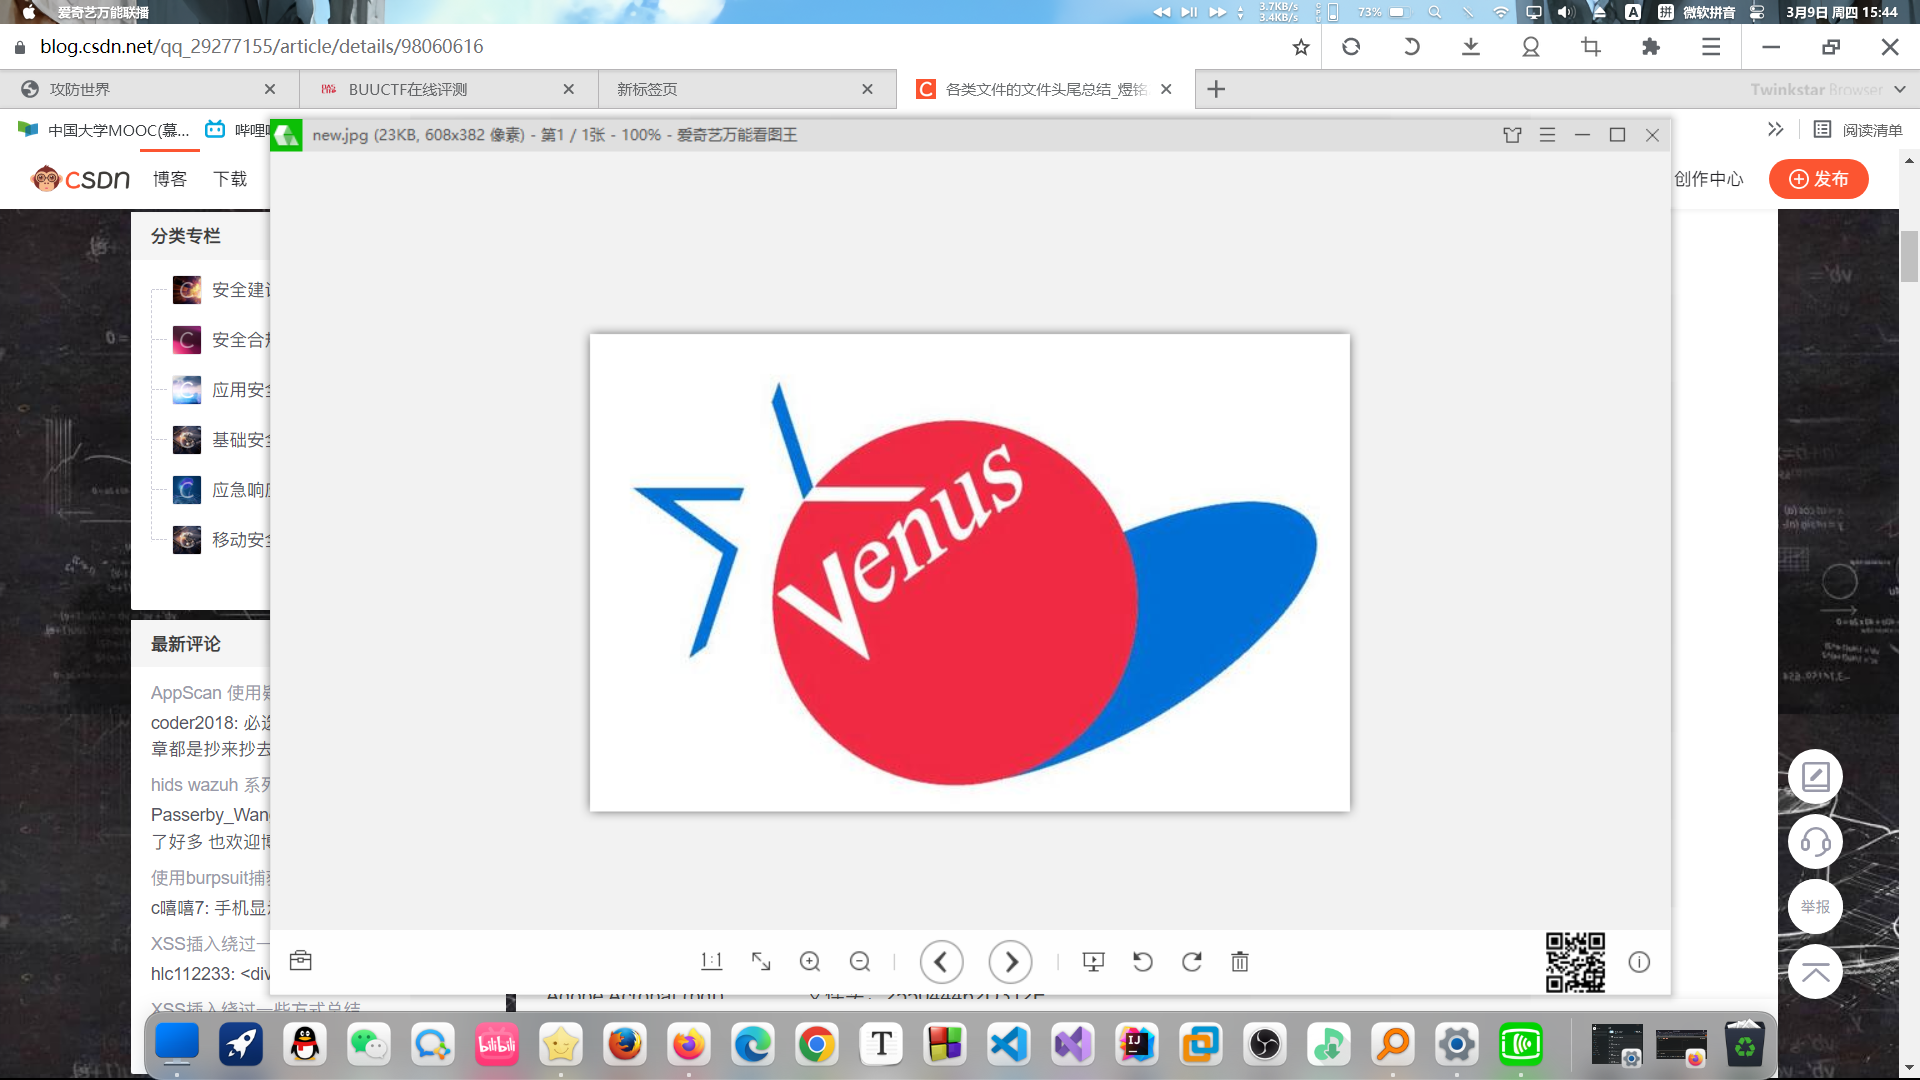 爱奇艺万能联播
3.7KB/s
3.4KB/s
73%
A
拼
微软拼音
3月9日 周四 15:44
blog.csdn.net/qq_29277155/article/details/98060616
攻防世界
BUUCTF在线评测
新标签页
各类文件的文件头尾总结_煜铭
Twinkstar Browser
中国大学MOOC(慕...
哔哩
阅读清单
new.jpg (23KB, 608x382 像素) - 第1 / 1张 - 100% - 爱奇艺万能看图王
CSDN
博客
下载
创作中心
发布
分类专栏
安全建
安全合
应用安
基础安
应急响
移动安
最新评论
AppScan 使用
coder2018: 必
章都是抄来抄去
hids wazuh 系
Passerby_Wan
了好多 也欢迎
使用burpsuit捕
c嘻嘻7: 手机显
XSS插入绕过一
hlc112233: <div
XSS插入绕过一些方式总结
Venus
举报
1:1
bilibili
T
IJ